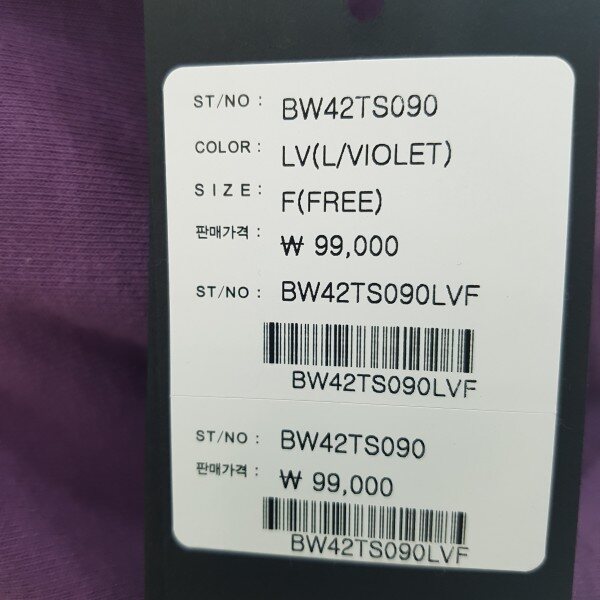 ST/NO : BW42TS090
COLOR : LV(L/VIOLET)
SIZE : F(FREE)
판매가격 : ₩ 99,000
ST/NO : BW42TS090LVF
BW42TS090LVF
ST/NO : BW42TS090
판매가격 : ₩ 99,000
BW42TS090LVF